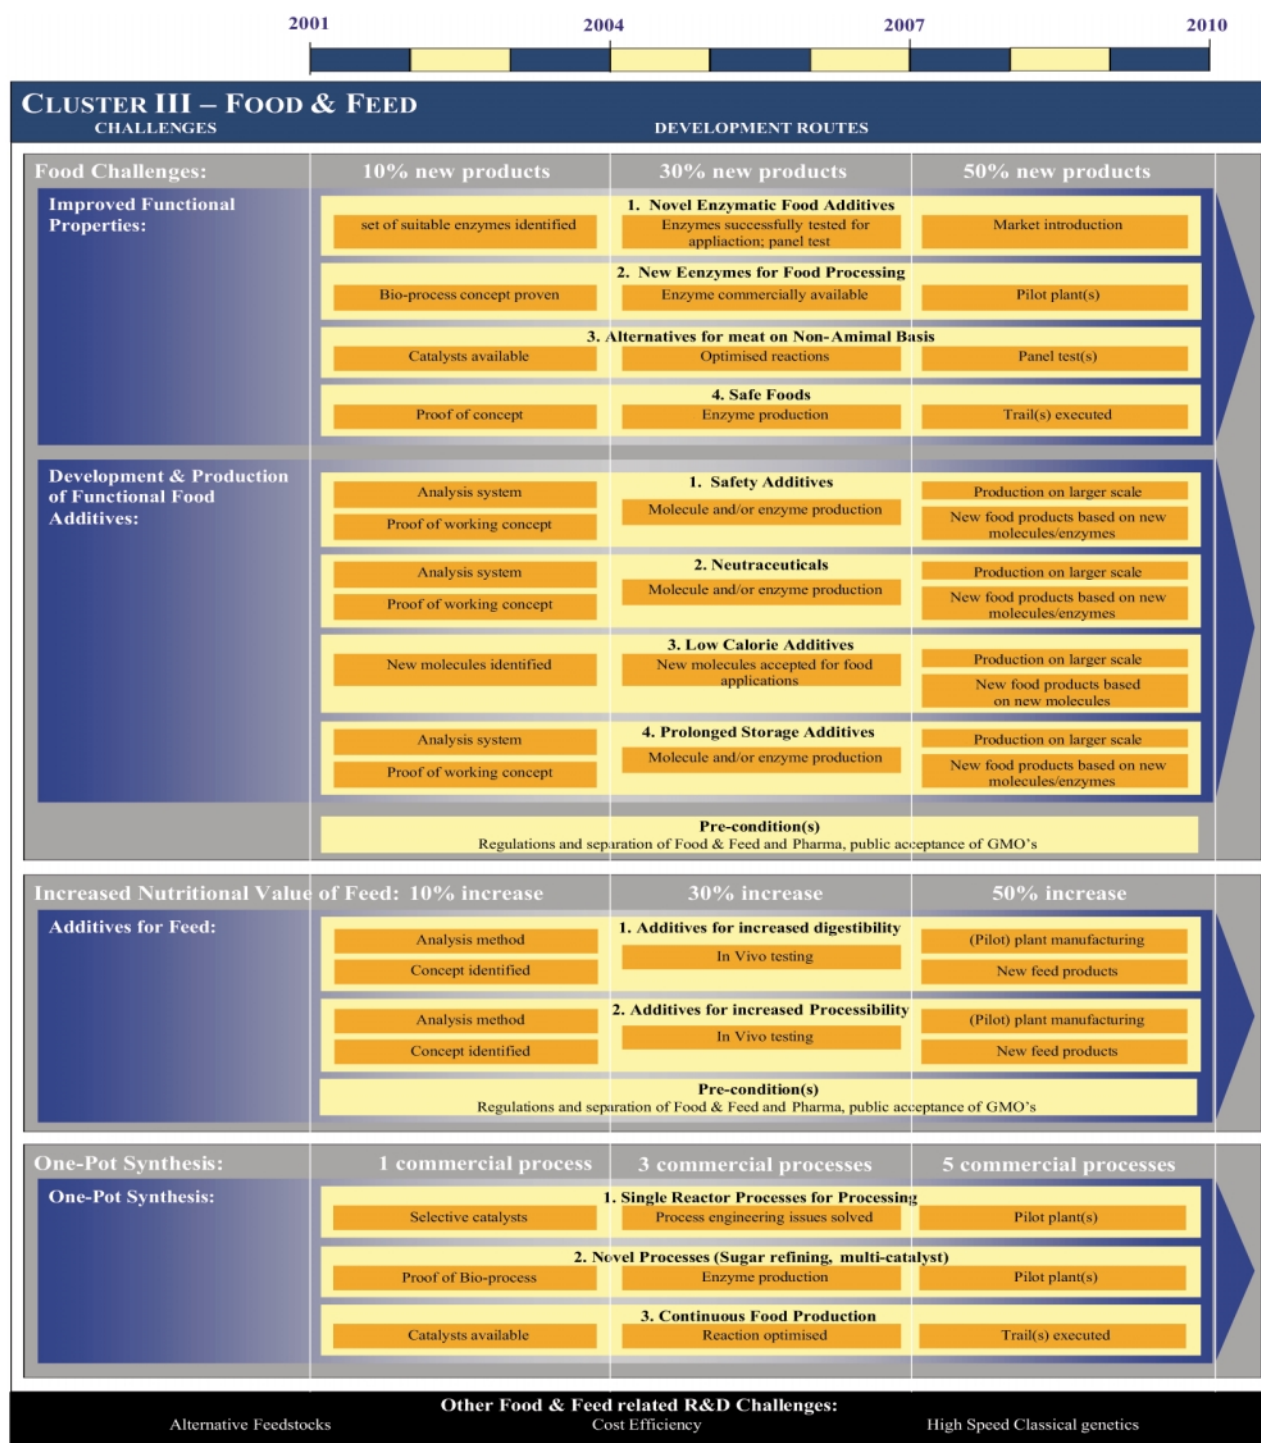 2001 2004 2007 2010
CLUSTER III – FOOD & FEED
CHALLENGES DEVELOPMENT ROUTES
Food Challenges: 10% new products 30% new products 50% new products
Improved Functional
Properties:
1. Novel Enzymatic Food Additives
set of suitable enzymes identified
Enzymes successfully tested for
appliaction; panel test
Market introduction
2. New Eenzymes for Food Processing
Bio-process concept proven Enzyme commercially available Pilot plant(s)
3. Alternatives for meat on Non-Amimal Basis
Catalysts available Optimised reactions Panel test(s)
4. Safe Foods
Proof of concept Enzyme production Trail(s) executed
Development & Production
of Functional Food
Additives:
1. Safety Additives
Analysis system
Proof of working concept
Molecule and/or enzyme production
Production on larger scale
New food products based on new
molecules/enzymes
2. Neutraceuticals
Analysis system
Proof of working concept
Molecule and/or enzyme production
Production on larger scale
New food products based on new
molecules/enzymes
3. Low Calorie Additives
New molecules identified
New molecules accepted for food
applications
Production on larger scale
New food products based
on new molecules
4. Prolonged Storage Additives
Analysis system
Proof of working concept
Molecule and/or enzyme production
Production on larger scale
New food products based on new
molecules/enzymes
Pre-condition(s)
Regulations and separation of Food & Feed and Pharma, public acceptance of GMO's
Increased Nutritional Value of Feed: 10% increase 30% increase 50% increase
Additives for Feed:
1. Additives for increased digestibility
Analysis method
Concept identified
In Vivo testing
(Pilot) plant manufacturing
New feed products
2. Additives for increased Processibility
Analysis method
Concept identified
In Vivo testing
(Pilot) plant manufacturing
New feed products
Pre-condition(s)
Regulations and separation of Food & Feed and Pharma, public acceptance of GMO's
One-Pot Synthesis: 1 commercial process 3 commercial processes 5 commercial processes
One-Pot Synthesis:
1. Single Reactor Processes for Processing
Selective catalysts Process engineering issues solved Pilot plant(s)
2. Novel Processes (Sugar refining, multi-catalyst)
Proof of Bio-process Enzyme production Pilot plant(s)
3. Continuous Food Production
Catalysts available Reaction optimised Trail(s) executed
Other Food & Feed related R&D Challenges:
Alternative Feedstocks Cost Efficiency High Speed Classical genetics